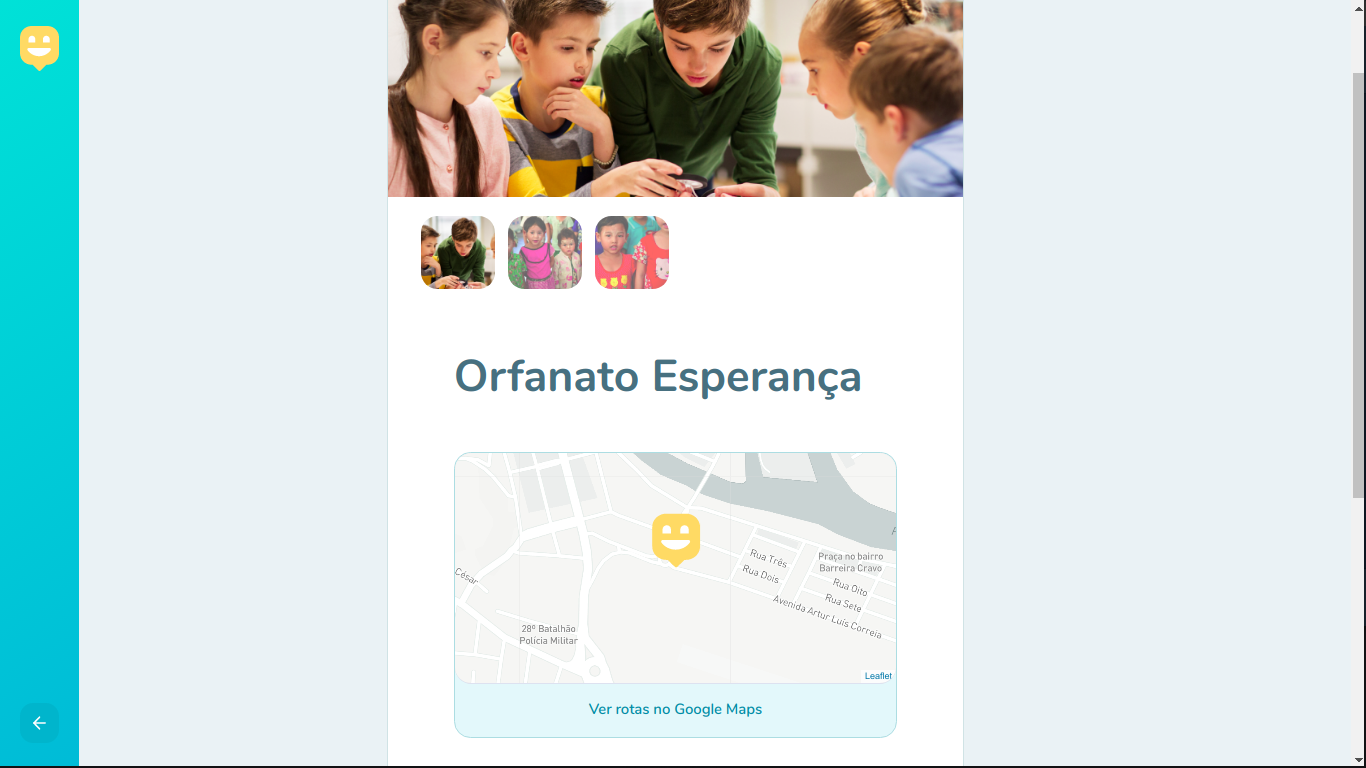 Orfanato Esperança
Rua Três
Praça no bairro
Barreira Cravo
César
Rua Dois
Rua Oito
Rua Sete
Avenida Artur Luís Correia
28º Batalhão
Polícia Militar
Leaflet
Ver rotas no Google Maps